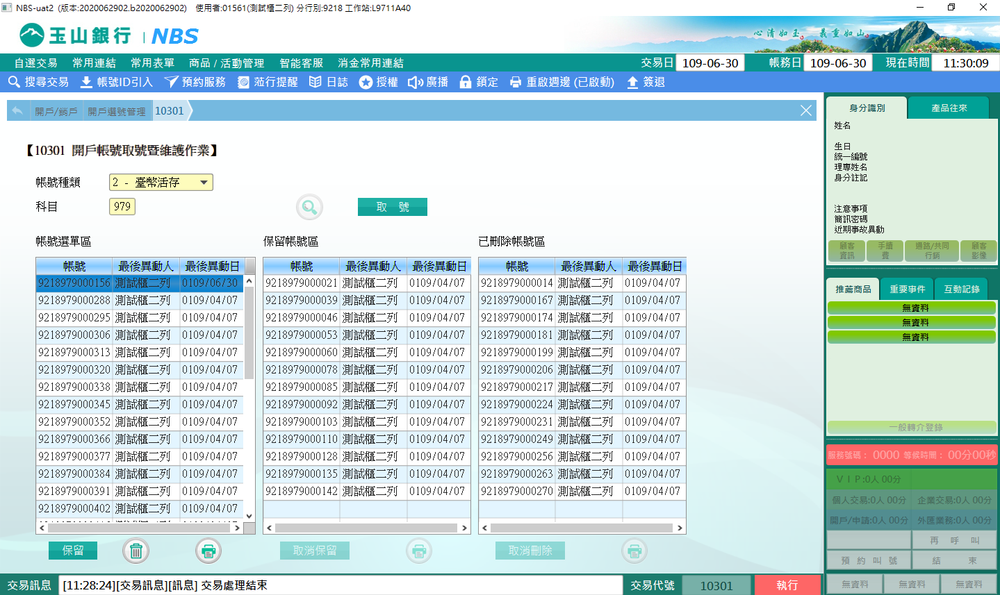 NBS-uat2 (版本:2020062902.b2020062902) 使用者:01561(測試櫃二列) 分行別:9218 工作站:L9711A40
玉山銀行 | NBS
心清如玉。義重如山。
自選交易 常用連結 常用表單 商品 / 活動管理 智能客服 消金常用連結 交易日 109-06-30 帳務日 109-06-30 現在時間 11:30:09
搜尋交易 帳號ID引入 預約服務 蒞行提醒 日誌 授權 廣播 鎖定 重啟週邊 (已啟動) 簽退
開戶/銷戶 開戶選號管理 10301
【10301 開戶帳號取號暨維護作業】
帳號種類 2 - 臺幣活存
科目 979 取 號
帳號選單區
帳號 最後異動人 最後異動日
9218979000156 測試櫃二列 0109/06/30
9218979000288 測試櫃二列 0109/04/07
9218979000295 測試櫃二列 0109/04/07
9218979000306 測試櫃二列 0109/04/07
9218979000313 測試櫃二列 0109/04/07
9218979000320 測試櫃二列 0109/04/07
9218979000338 測試櫃二列 0109/04/07
9218979000345 測試櫃二列 0109/04/07
9218979000352 測試櫃二列 0109/04/07
9218979000366 測試櫃二列 0109/04/07
9218979000377 測試櫃二列 0109/04/07
9218979000384 測試櫃二列 0109/04/07
9218979000391 測試櫃二列 0109/04/07
9218979000402 測試櫃二列 0109/04/07
保留
保留帳號區
帳號 最後異動人 最後異動日
9218979000021 測試櫃二列 0109/04/07
9218979000039 測試櫃二列 0109/04/07
9218979000046 測試櫃二列 0109/04/07
9218979000053 測試櫃二列 0109/04/07
9218979000060 測試櫃二列 0109/04/07
9218979000078 測試櫃二列 0109/04/07
9218979000085 測試櫃二列 0109/04/07
9218979000092 測試櫃二列 0109/04/07
9218979000103 測試櫃二列 0109/04/07
9218979000110 測試櫃二列 0109/04/07
9218979000128 測試櫃二列 0109/04/07
9218979000135 測試櫃二列 0109/04/07
9218979000142 測試櫃二列 0109/04/07
取消保留
已刪除帳號區
帳號 最後異動人 最後異動日
9218979000014 測試櫃二列 0109/04/07
9218979000167 測試櫃二列 0109/04/07
9218979000174 測試櫃二列 0109/04/07
9218979000181 測試櫃二列 0109/04/07
9218979000199 測試櫃二列 0109/04/07
9218979000206 測試櫃二列 0109/04/07
9218979000217 測試櫃二列 0109/04/07
9218979000224 測試櫃二列 0109/04/07
9218979000231 測試櫃二列 0109/04/07
9218979000249 測試櫃二列 0109/04/07
9218979000256 測試櫃二列 0109/04/07
9218979000263 測試櫃二列 0109/04/07
9218979000270 測試櫃二列 0109/04/07
取消刪除
身分識別 產品往來
姓名
生日
統一編號
理專姓名
身分註記
注意事項
簡訊密碼
近期事故異動
顧客資訊 手續費 通路/共同行銷 顧客影像
推薦商品 重要事件 互動記錄
無資料
無資料
無資料
一般轉介登錄
服務號碼： 0000 等候時間： 00分00秒
ＶＩＰ:0人 00分
個人交易:0人 00分 企業交易:0人 00分
開戶/申請:0人 00分 外匯業務:0人 00分
再 呼 叫
預 約 叫 號 結 束
無資料 無資料 無資料
交易訊息 [11:28:24][交易訊息][訊息] 交易處理結束 交易代號 10301 執行